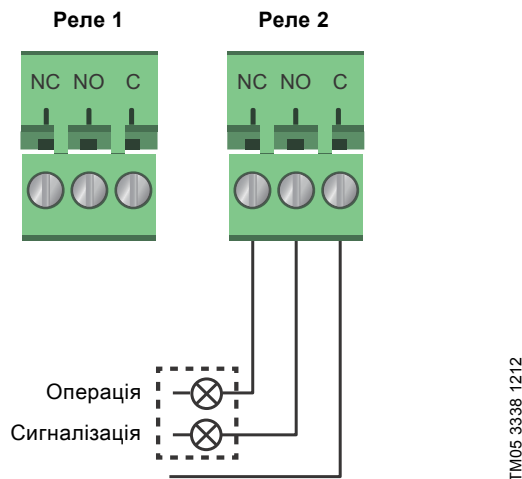 Реле 1
Реле 2
NC NO C
NC NO C
Операція
Сигналізація
TM05 3338 1212